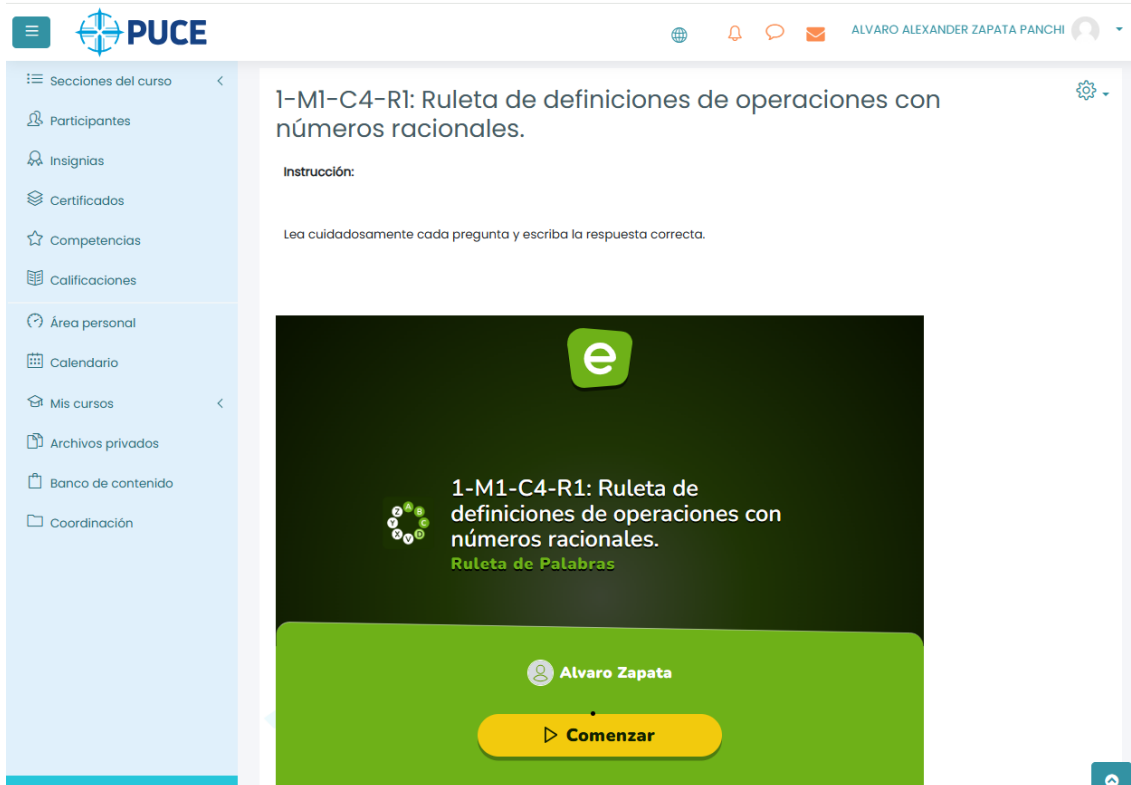 PUCE
ALVARO ALEXANDER ZAPATA PANCHI
Secciones del curso
Participantes
Insignias
Certificados
Competencias
Calificaciones
Área personal
Calendario
Mis cursos
Archivos privados
Banco de contenido
Coordinación
1-M1-C4-R1: Ruleta de definiciones de operaciones con
números racionales.
Instrucción:
Lea cuidadosamente cada pregunta y escriba la respuesta correcta.
e
A
B
C
D
V
X
Y
Z
1-M1-C4-R1: Ruleta de
definiciones de operaciones con
números racionales.
Ruleta de Palabras
Alvaro Zapata
Comenzar